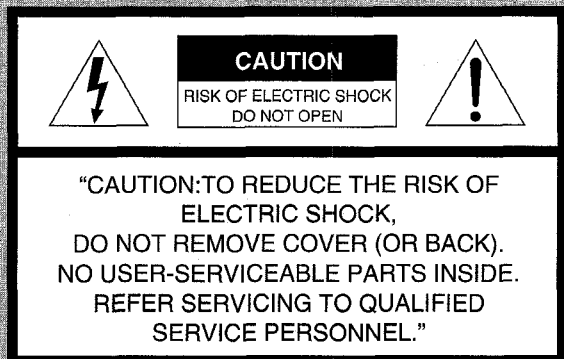 CAUTION
RISK OF ELECTRIC SHOCK
DO NOT OPEN
“CAUTION:TO REDUCE THE RISK OF
ELECTRIC SHOCK,
DO NOT REMOVE COVER (OR BACK).
NO USER-SERVICEABLE PARTS INSIDE.
REFER SERVICING TO QUALIFIED
SERVICE PERSONNEL.”